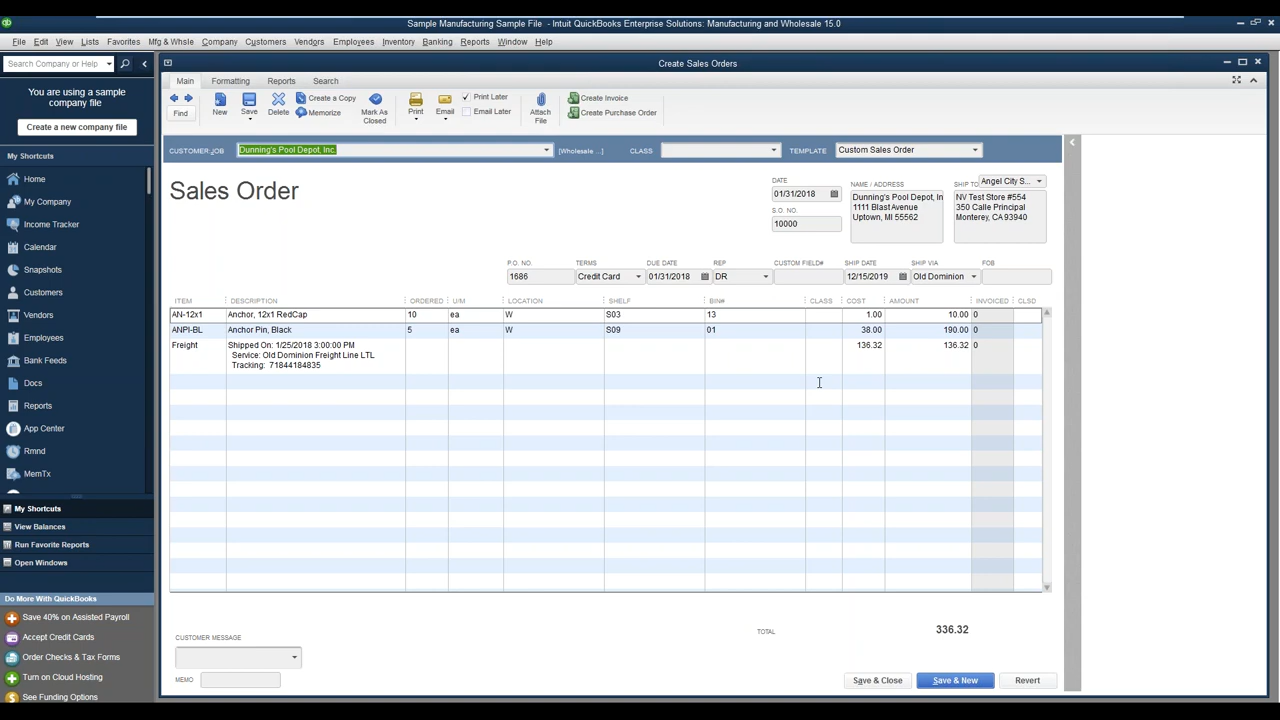 Sample Manufacturing Sample File - Intuit QuickBooks Enterprise Solutions: Manufacturing and Wholesale 15.0
File Edit View Lists Favorites Mfg & Whsle Company Customers Vendors Employees Inventory Banking Reports Window Help
Search Company or Help
You are using a sample
company file
Create a new company file
My Shortcuts
Home
My Company
Income Tracker
Calendar
Snapshots
Customers
Vendors
Employees
Bank Feeds
Docs
Reports
App Center
Rmnd
MemTx
My Shortcuts
View Balances
Run Favorite Reports
Open Windows
Do More With QuickBooks
Save 40% on Assisted Payroll
Accept Credit Cards
Order Checks & Tax Forms
Turn on Cloud Hosting
See Funding Options
Create Sales Orders
Main Formatting Reports Search
Find New Save Delete Create a Copy Memorize Mark As Closed Print Email Print Later Email Later Attach File Create Invoice Create Purchase Order
CUSTOMER:JOB Dunning's Pool Depot, Inc. [Wholesale ...] CLASS TEMPLATE Custom Sales Order
Sales Order
DATE
01/31/2018
S.O. NO.
10000
NAME / ADDRESS
Dunning's Pool Depot, In
1111 Blast Avenue
Uptown, MI 55562
SHIP TO Angel City S...
NV Test Store #554
350 Calle Principal
Monterey, CA 93940
P.O. NO. TERMS DUE DATE REP CUSTOM FIELD# SHIP DATE SHIP VIA FOB
1686 Credit Card 01/31/2018 DR 12/15/2019 Old Dominion
ITEM DESCRIPTION ORDERED U/M LOCATION SHELF BIN# CLASS COST AMOUNT INVOICED CLSD
AN-12x1 Anchor, 12x1 RedCap 10 ea W S03 13 1.00 10.00 0
ANPI-BL Anchor Pin, Black 5 ea W S09 01 38.00 190.00 0
Freight Shipped On: 1/25/2018 3:00:00 PM 136.32 136.32 0
Service: Old Dominion Freight Line LTL
Tracking: 71844184835
TOTAL 336.32
CUSTOMER MESSAGE
MEMO
Save & Close Save & New Revert